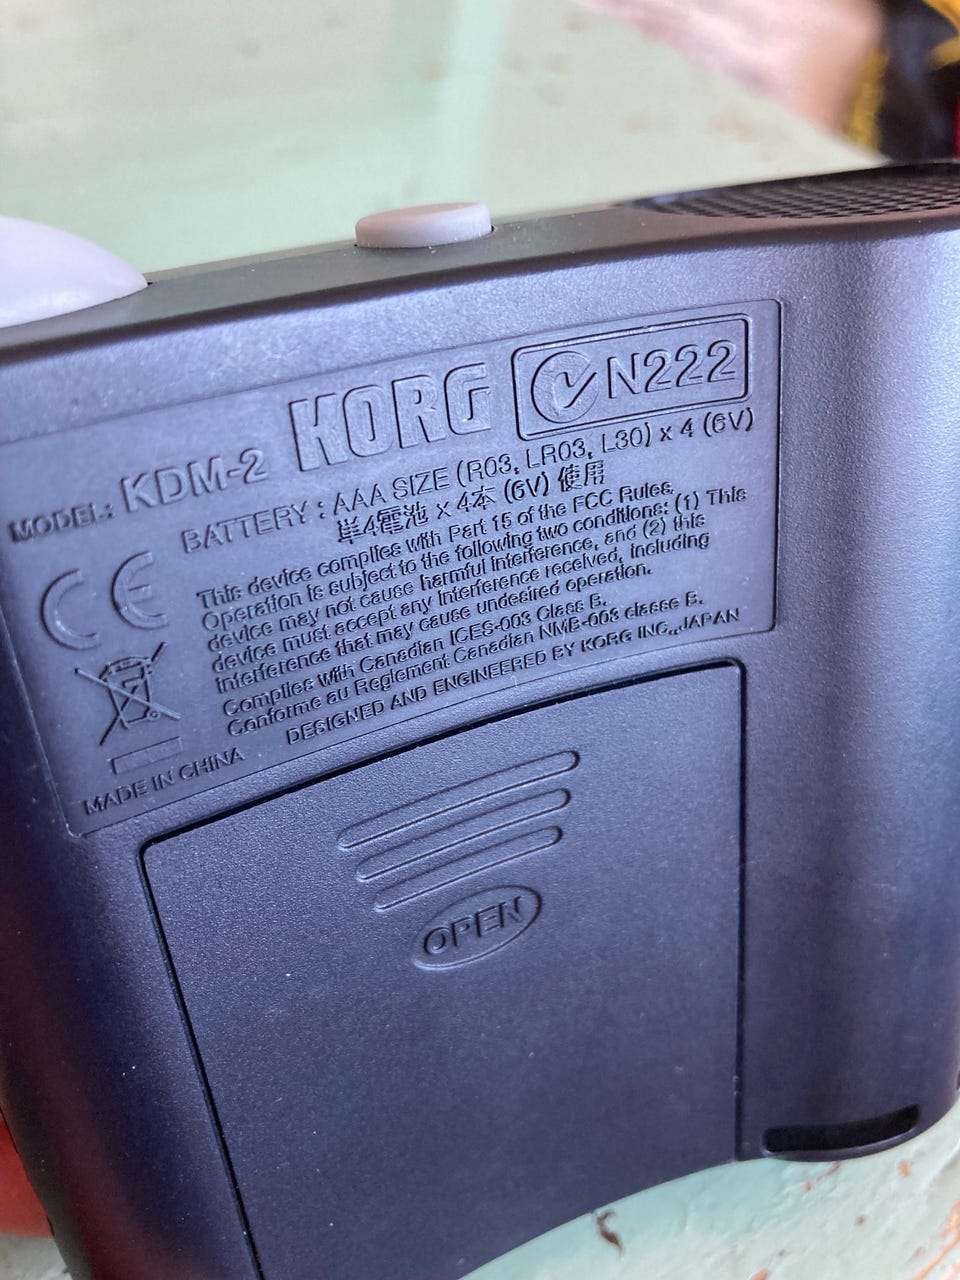 KORG
N222
MODEL: KDM-2
BATTERY : AAA SIZE (R03, LR03, L30) x 4 (6V)
単4電池 x 4本 (6V) 使用
CE
This device complies with Part 15 of the FCC Rules.
Operation is subject to the following two conditions: (1) This
device may not cause harmful interference, and (2) this
device must accept any interference received, including
interference that may cause undesired operation.
Complies with Canadian ICES-003 Class B.
Conforme au Reglement Canadian NMB-003 classe B.
DESIGNED AND ENGINEERED BY KORG INC., JAPAN
MADE IN CHINA
OPEN